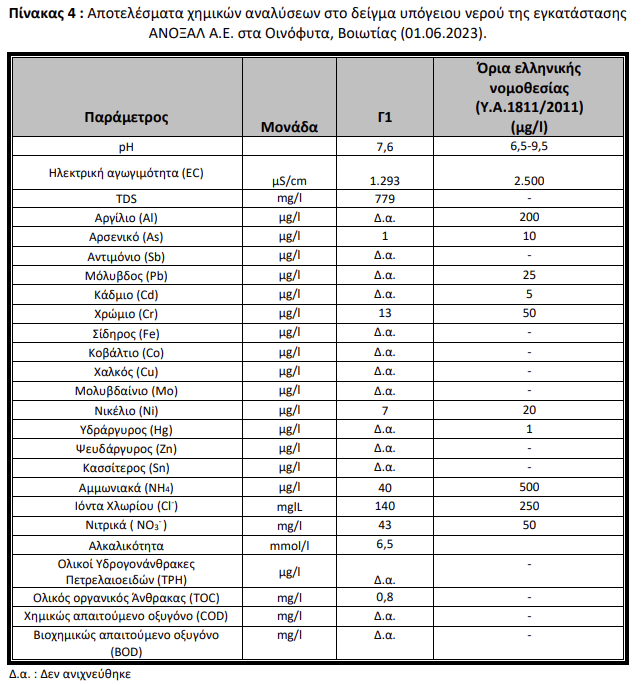 Πίνακας 4 : Αποτελέσματα χημικών αναλύσεων στο δείγμα υπόγειου νερού της εγκατάστασης
ΑΝΟΞΑΛ Α.Ε. στα Οινόφυτα, Βοιωτίας (01.06.2023).
Παράμετρος Μονάδα Γ1 Όρια ελληνικής
νομοθεσίας
(Υ.Α.1811/2011)
(μg/l)
pH 7,6 6,5-9,5
Ηλεκτρική αγωγιμότητα (EC) μS/cm 1.293 2.500
TDS mg/l 779 -
Αργίλιο (Al) μg/l Δ.α. 200
Αρσενικό (As) μg/l 1 10
Αντιμόνιο (Sb) μg/l Δ.α. -
Μόλυβδος (Pb) μg/l Δ.α. 25
Κάδμιο (Cd) μg/l Δ.α. 5
Χρώμιο (Cr) μg/l 13 50
Σίδηρος (Fe) μg/l Δ.α. -
Κοβάλτιο (Co) μg/l Δ.α. -
Χαλκός (Cu) μg/l Δ.α. -
Μολυβδαίνιο (Mo) μg/l Δ.α. -
Νικέλιο (Ni) μg/l 7 20
Υδράργυρος (Hg) μg/l Δ.α. 1
Ψευδάργυρος (Zn) μg/l Δ.α. -
Κασσίτερος (Sn) μg/l Δ.α. -
Αμμωνιακά (NH₄) μg/l 40 500
Ιόντα Χλωρίου (Cl⁻) mglL 140 250
Νιτρικά ( NO₃⁻) mg/l 43 50
Αλκαλικότητα mmol/l 6,5
Ολικοί Υδρογονάνθρακες
Πετρελαιοειδών (TPH) μg/l Δ.α. -
Ολικός οργανικός Άνθρακας (TOC) mg/l 0,8 -
Χημικώς απαιτούμενο οξυγόνο (COD) mg/l Δ.α. -
Βιοχημικώς απαιτούμενο οξυγόνο
(BOD) mg/l Δ.α. -
Δ.α. : Δεν ανιχνεύθηκε